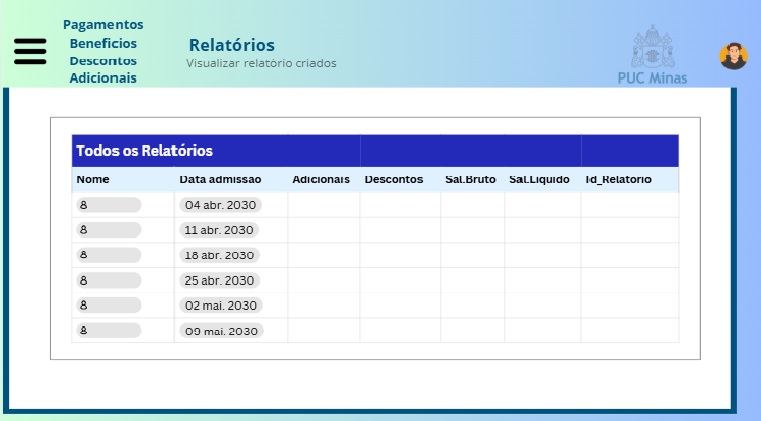 Pagamentos
Beneficios
Descontos
Adicionais
Relatórios
Visualizar relatório criados
PUC Minas
Todos os Relatórios
Nome Data admissão Adicionais Descontos Sal.Bruto Sal.Liquido Id_Relatorio
8 04 abr. 2030
8 11 abr. 2030
8 18 abr. 2030
8 25 abr. 2030
8 02 mai. 2030
8 09 mai. 2030